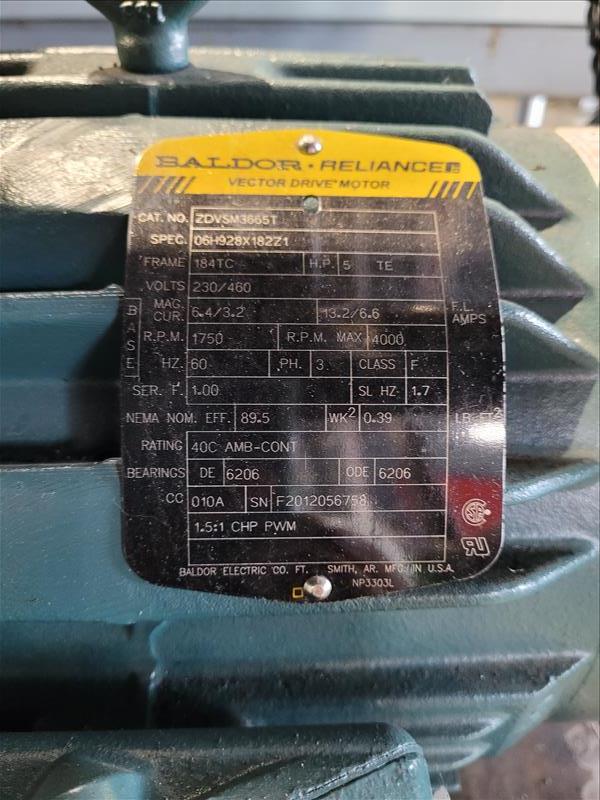 BALDOR • RELIANCE
VECTOR DRIVE MOTOR
CAT. NO. ZDVSM3665T
SPEC. 06H928X182Z1
FRAME 184TC H.P. 5 TE
VOLTS 230/460
MAG. CUR. 6.4/3.2 13.2/6.6 F.L. AMPS
BASE
R.P.M. 1750 R.P.M. MAX 4000
HZ. 60 PH. 3 CLASS F
SER. F. 1.00 SL HZ 1.7
NEMA NOM. EFF. 89.5 WK² 0.39 LB-FT²
RATING 40C AMB-CONT
BEARINGS DE 6206 ODE 6206
CC 010A SN F2012056758
1.5:1 CHP PWM
BALDOR ELECTRIC CO. FT. SMITH, AR. MFG. IN U.S.A.
NP3303L